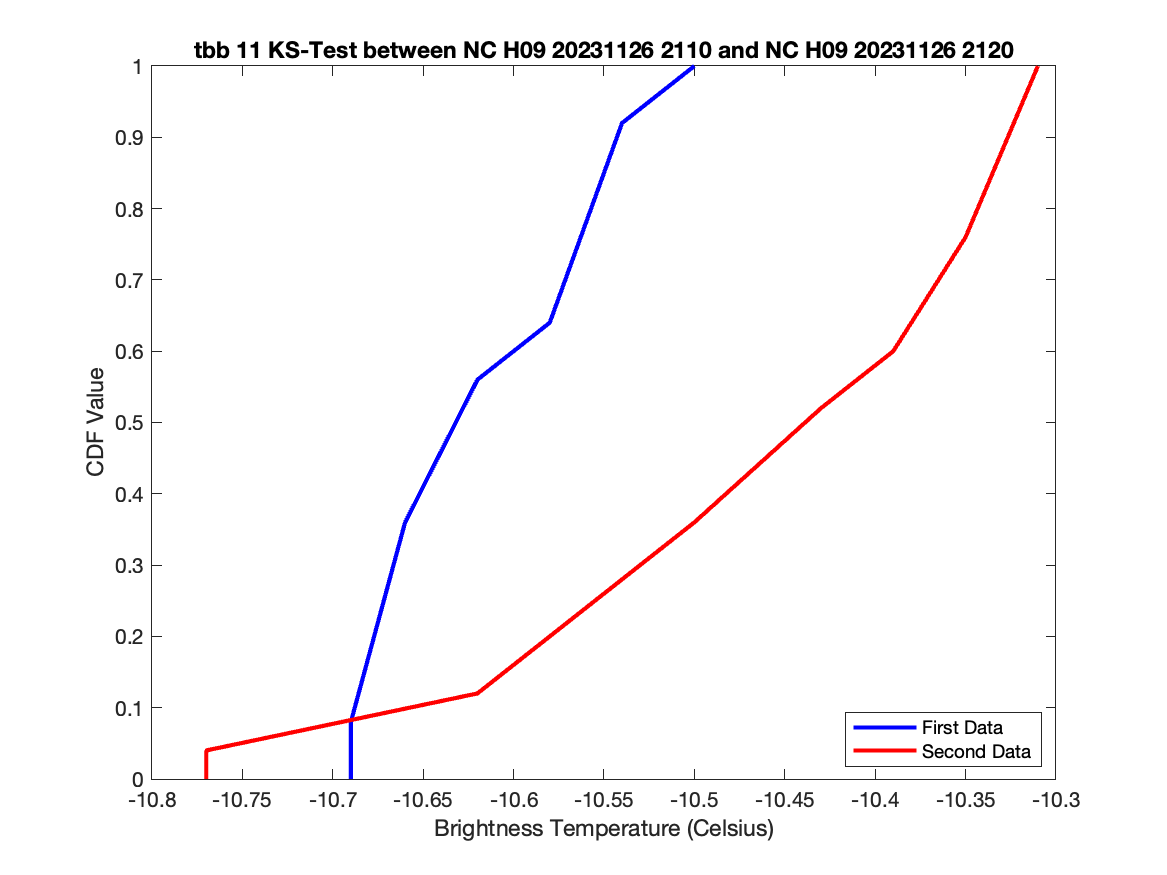 tbb 11 KS-Test between NC H09 20231126 2110 and NC H09 20231126 2120
1
0.9
0.8
0.7
0.6
0.5
0.4
0.3
0.2
0.1
0
CDF Value
First Data
Second Data
-10.8 -10.75 -10.7 -10.65 -10.6 -10.55 -10.5 -10.45 -10.4 -10.35 -10.3
Brightness Temperature (Celsius)